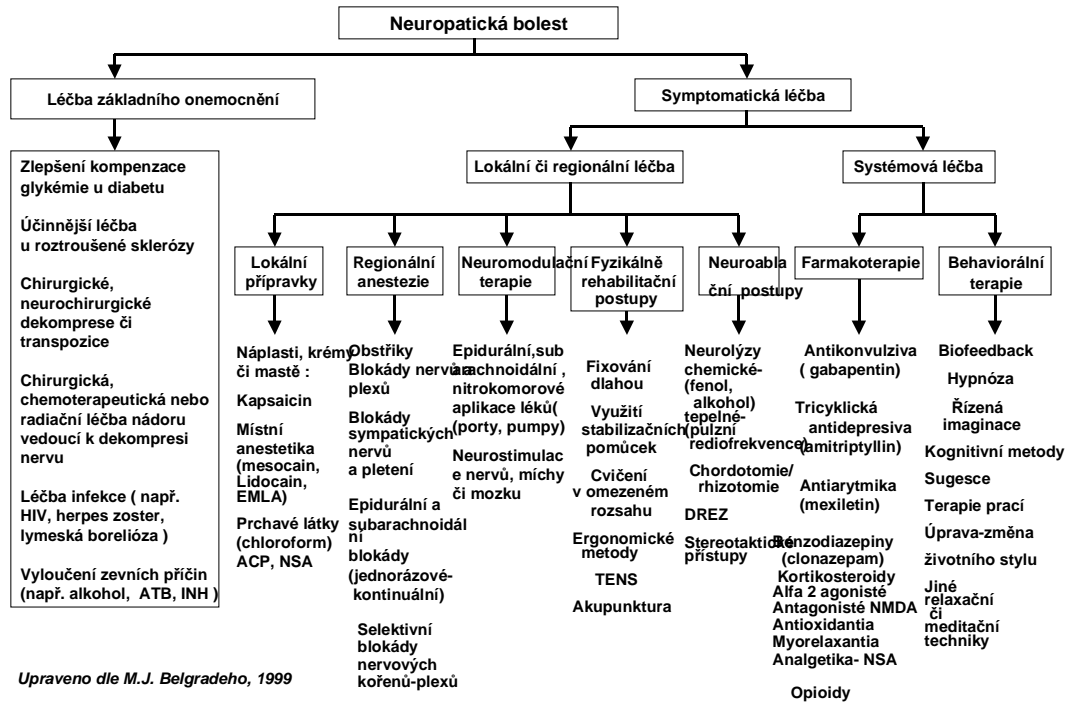 Neuropatická bolest
Léčba základního onemocnění
Symptomatická léčba
Zlepšení kompenzace
glykémie u diabetu
Účinnější léčba
u roztroušené sklerózy
Chirurgické,
neurochirurgické
dekomprese či
transpozice
Chirurgická,
chemoterapeutická nebo
radiační léčba nádoru
vedoucí k dekompresi
nervu
Léčba infekce ( např.
HIV, herpes zoster,
lymeská borelióza )
Vyloučení zevních příčin
(např. alkohol, ATB, INH )
Lokální či regionální léčba
Systémová léčba
Lokální
přípravky
Náplasti, krémy
či mastě :
Kapsaicin
Místní
anestetika
(mesocain,
Lidocain,
EMLA)
Prchavé látky
(chloroform)
ACP, NSA
Regionální
anestezie
Obstřiky
Blokády nervů a
plexů
Blokády
sympatických
nervů
a pletení
Epidurální a
subarachnoidál
ní
blokády
(jednorázové-
kontinuální)
Selektivní
blokády
nervových
kořenů-plexů
Neuromodulační
terapie
Epidurální,sub
arachnoidální ,
nitrokomorové
aplikace léků(
(porty, pumpy)
Neurostimulac
e nervů, míchy
či mozku
Fyzikálně
rehabilitační
postupy
Fixování
dlahou
Využití
stabilizačních
pomůcek
Cvičení
v omezeném
rozsahu
Ergonomické
metody
TENS
Akupunktura
Neuroabla
ční postupy
Neurolýzy
chemické-
(fenol,
alkohol)
tepelné-
(pulzní
rediofrekvence)
Chordotomie/
rhizotomie
DREZ
Stereotaktické
přístupy
Farmakoterapie
Antikonvulziva
( gabapentin)
Tricyklická
antidepresiva
(amitriptyllin)
Antiarytmika
(mexiletin)
Benzodiazepiny
(clonazepam)
Kortikosteroidy
Alfa 2 agonisté
Antagonisté NMDA
Antioxidantia
Myorelaxantia
Analgetika- NSA
Opioidy
Behaviorální
terapie
Biofeedback
Hypnóza
Řízená
imaginace
Kognitivní metody
Sugesce
Terapie prací
Úprava-změna
životního stylu
Jiné
relaxační
či
meditační
techniky
Upraveno dle M.J. Belgradeho, 1999